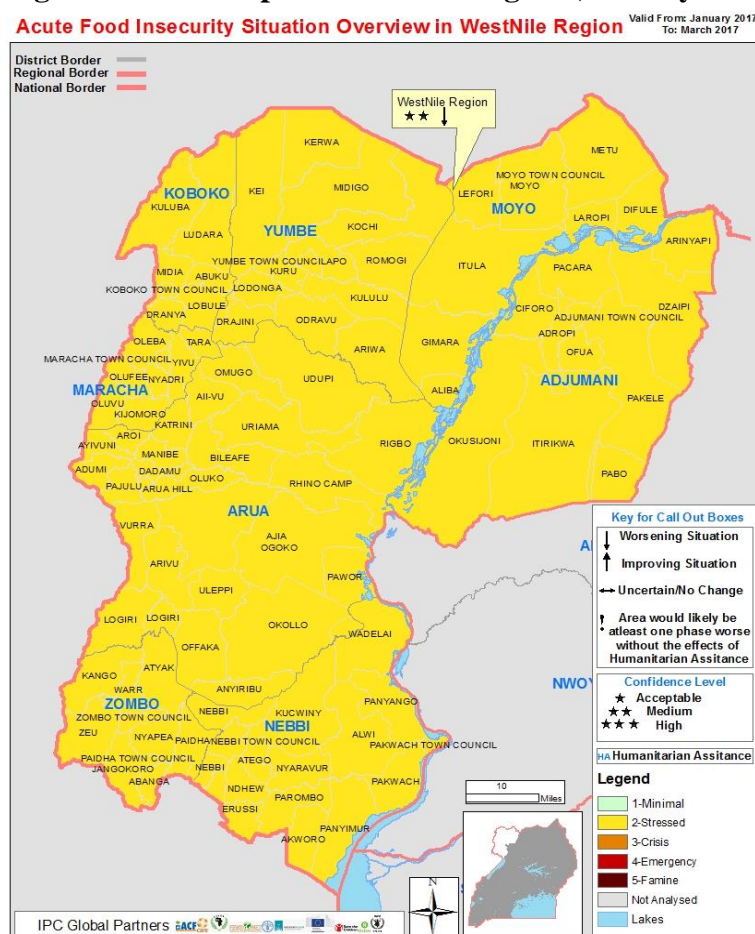 Acute Food Insecurity Situation Overview in WestNile Region
Valid From: January 2017
To: March 2017
District Border
Regional Border
National Border
WestNile Region
KERWA
METU
MOYO TOWN COUNCIL
MOYO
KOBOKO
KEI
MIDIGO
LEFORI
MOYO
KULUBA
YUMBE
DIFULE
LAROPI
KOCHI
LUDARA
ARINYAPI
YUMBE TOWN COUNCILAPO
ROMOGI
ITULA
PACARA
MIDIA
KURU
ABUKU
KOBOKO TOWN COUNCIL
LODONGA
KULULU
LOBULE
CIFORO
DZAIPI
DRANYA
DRAJINI
ODRAVU
ADJUMANI TOWN COUNCIL
ADROPI
OLEBA
TARA
GIMARA
ARIWA
OFUA
MARACHA TOWN COUNCIL
YIVU
OMUGO
UDUPI
OLUFEE
NYADRI
ADJUMANI
MARACHA
AII-VU
ALIBA
PAKELE
OLUVU
KIJOMORO
KATRINI
URIAMA
AROI
RIGBO
OKUSIJONI
ITIRIKWA
AYIVUNI
MANIBE
BILEAFE
ADUMI
DADAMU
OLUKO
PABO
PAJULU
ARUA HILL
RHINO CAMP
ARUA
VURRA
AJIA
OGOKO
ARIVU
PAWOR
ULEPPI
LOGIRI
LOGIRI
OKOLLO
WADELAI
OFFAKA
ATYAK
KANGO
WARR
ANYIRIBU
PANYANGO
NWOY
ZOMBO
NEBBI
KUCWINY
ZOMBO TOWN COUNCIL
NEBBI
ALWI
ZEU
NYAPEA
PAIDHA
NEBBI TOWN COUNCIL
PAKWACH TOWN COUNCIL
PAIDHA TOWN COUNCIL
ATEGO
JANGOKORO
NEBBI
NYARAVUR
ABANGA
NDHEW
PAKWACH
PAROMBO
ERUSSI
PANYIMUR
AKWORO
Key for Call Out Boxes
Worsening Situation
Improving Situation
Uncertain/No Change
Area would likely be
atleast one phase worse
without the effects of
Humanitarian Assitance
Confidence Level
Acceptable
Medium
High
HA Humanitarian Assitance
Legend
1-Minimal
2-Stressed
3-Crisis
4-Emergency
5-Famine
Not Analysed
Lakes
10
Miles
N
IPC Global Partners